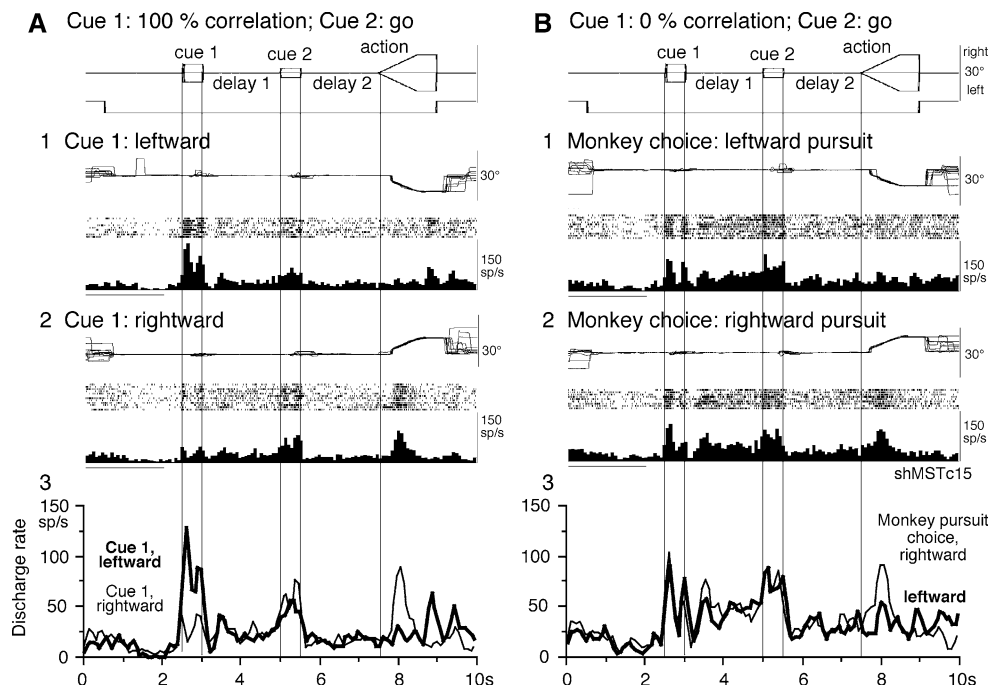 A Cue 1: 100 % correlation; Cue 2: go
cue 1 cue 2 action
delay 1 delay 2
1 Cue 1: leftward
30°
150
sp/s
2 Cue 1: rightward
30°
150
sp/s
3
150
sp/s
100
50
0
Discharge rate
Cue 1,
leftward
Cue 1,
rightward
0 2 4 6 8 10s
B Cue 1: 0 % correlation; Cue 2: go
cue 1 cue 2 action
right
30°
left
delay 1 delay 2
1 Monkey choice: leftward pursuit
30°
150
sp/s
2 Monkey choice: rightward pursuit
30°
150
sp/s
shMSTc15
3
150
100
50
0
Monkey pursuit
choice,
rightward
leftward
0 2 4 6 8 10s